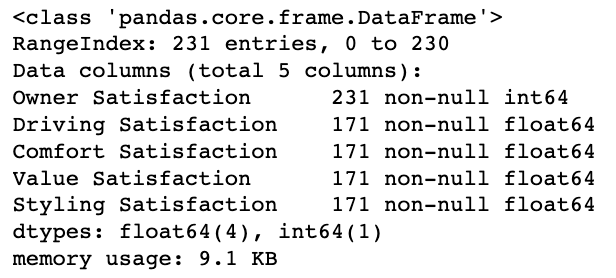 <class 'pandas.core.frame.DataFrame'>
RangeIndex: 231 entries, 0 to 230
Data columns (total 5 columns):
Owner Satisfaction      231 non-null int64
Driving Satisfaction    171 non-null float64
Comfort Satisfaction    171 non-null float64
Value Satisfaction      171 non-null float64
Styling Satisfaction    171 non-null float64
dtypes: float64(4), int64(1)
memory usage: 9.1 KB